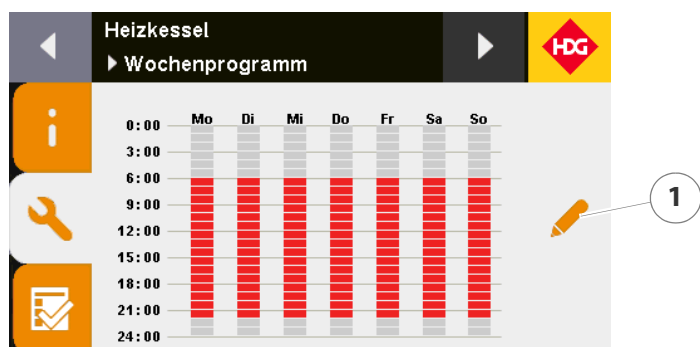 Heizkessel
Wochenprogramm
HDG
i
Mo Di Mi Do Fr Sa So
0:00
3:00
6:00
9:00
12:00
15:00
18:00
21:00
24:00
1